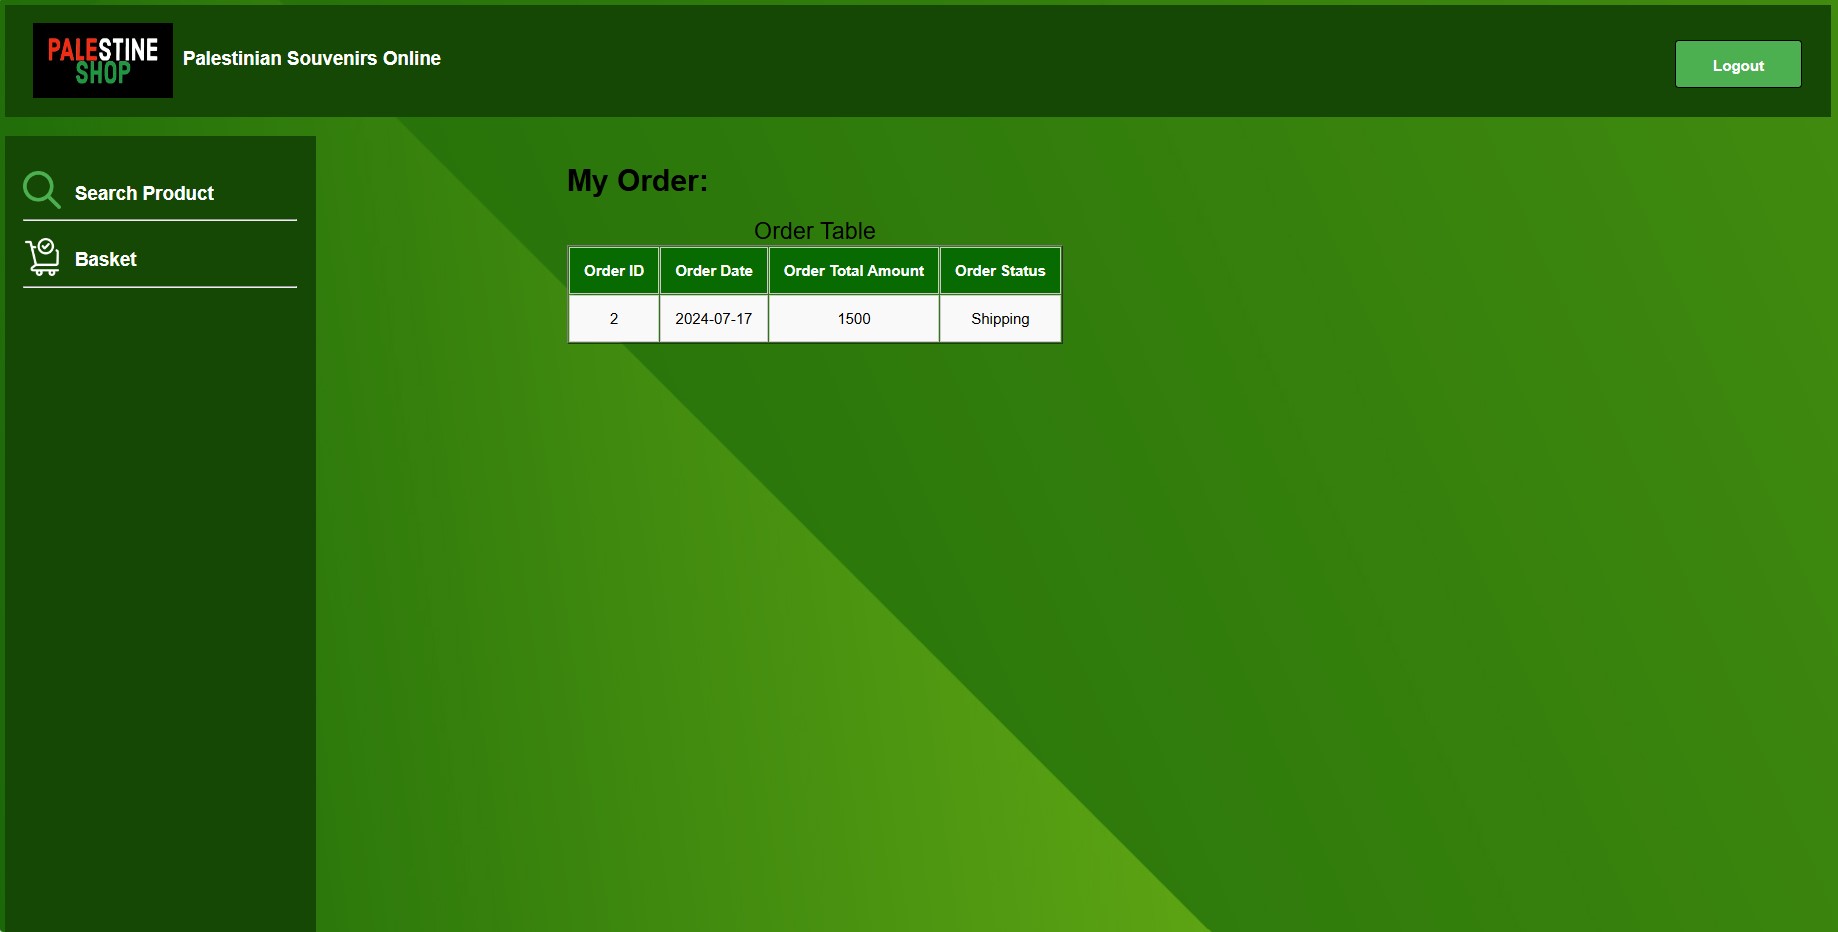 PALESTINE
SHOP
Palestinian Souvenirs Online
Logout
Search Product
Basket
My Order:
Order Table
Order ID Order Date Order Total Amount Order Status
2 2024-07-17 1500 Shipping